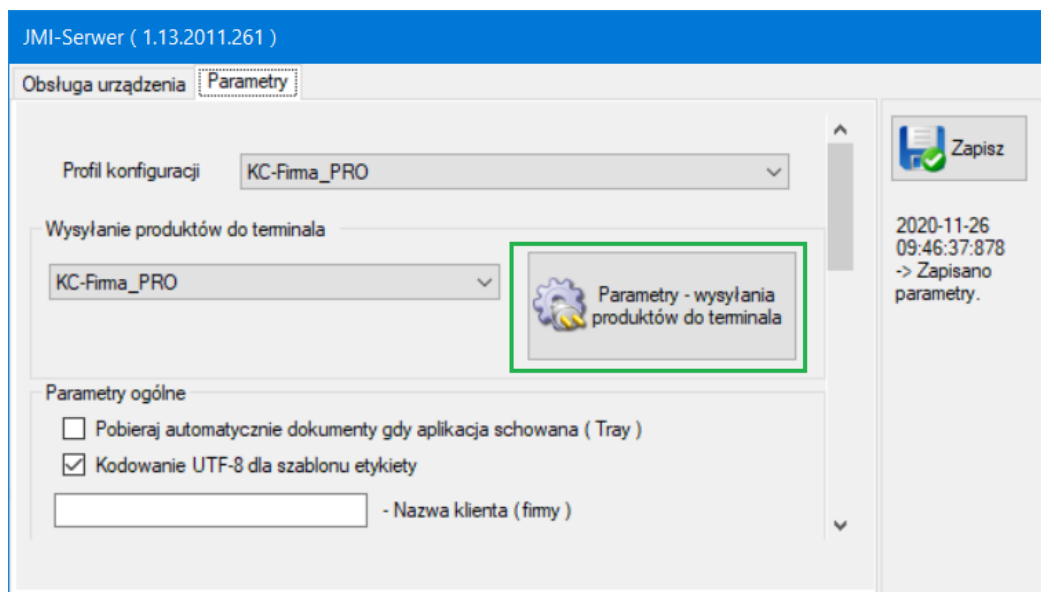 JMI-Serwer ( 1.13.2011.261 )
Obsługa urządzenia
Parametry
Profil konfiguracji
KC-Firma_PRO
Wysyłanie produktów do terminala
KC-Firma_PRO
Parametry - wysyłania
produktów do terminala
Parametry ogólne
Pobieraj automatycznie dokumenty gdy aplikacja schowana ( Tray )
Kodowanie UTF-8 dla szablonu etykiety
- Nazwa klienta ( firmy )
Zapisz
2020-11-26
09:46:37:878
-> Zapisano
parametry.